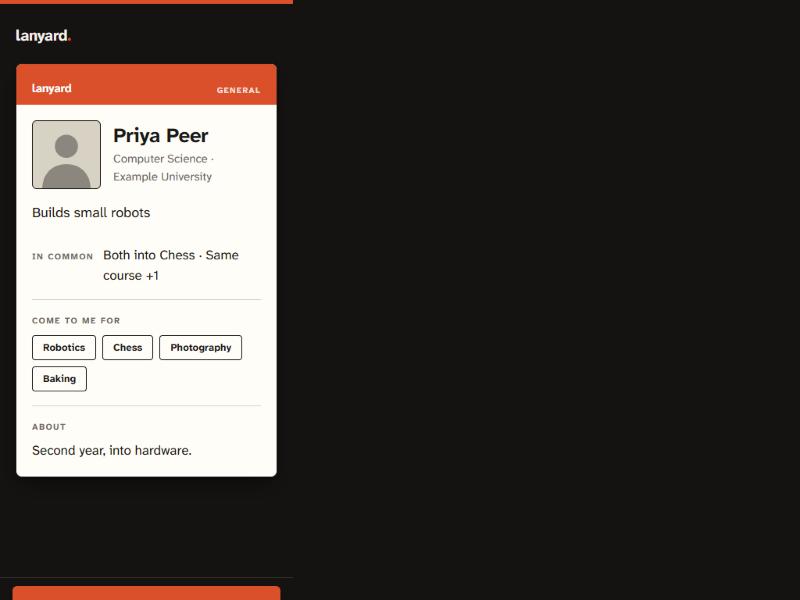 lanyard.
lanyard
GENERAL
Priya Peer
Computer Science ·
Example University
Builds small robots
IN COMMON
Both into Chess · Same
course +1
COME TO ME FOR
Robotics
Chess
Photography
Baking
ABOUT
Second year, into hardware.